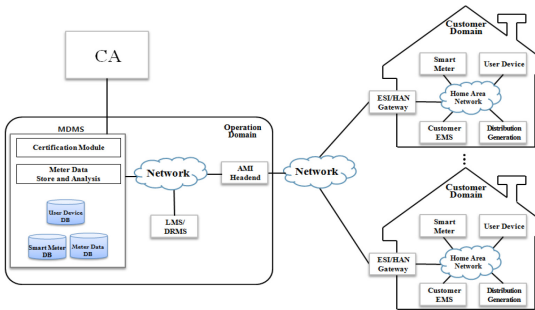 CA
MDMS
Operation
Domain
Certification Module
Meter Data
Store and Analysis
User Device
DB
Smart Meter
DB
Meter Data
DB
Network
LMS/
DRMS
AMI
Headend
Network
Customer
Domain
Smart
Meter
User Device
ESI/HAN
Gateway
Home Area
Network
Customer
EMS
Distribution
Generation
Customer
Domain
Smart
Meter
User Device
ESI/HAN
Gateway
Home Area
Network
Customer
EMS
Distribution
Generation